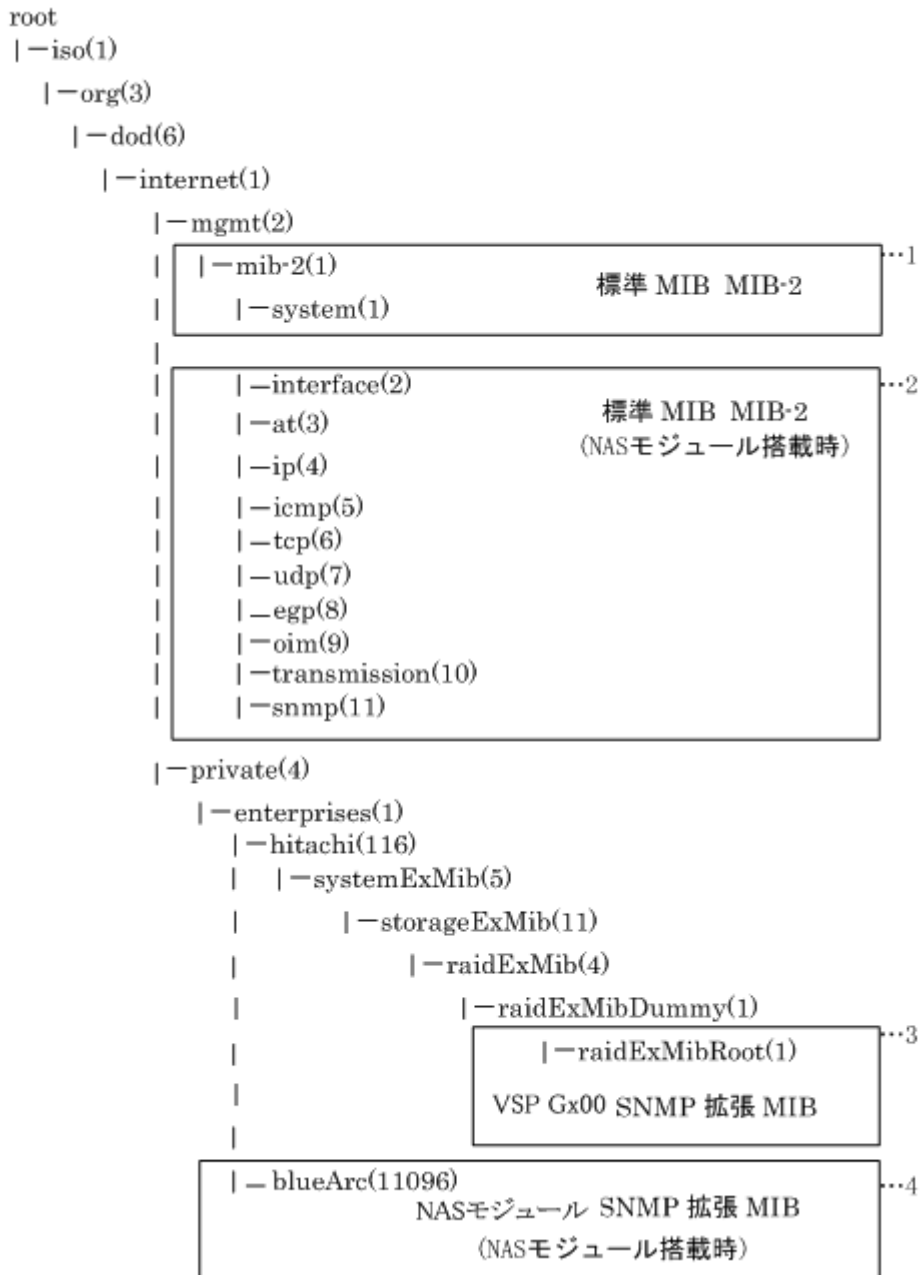 root
|－iso(1)
|－org(3)
|－dod(6)
|－internet(1)
|－mgmt(2)
|－mib-2(1)
…1
標準 MIB MIB-2
|－system(1)
|－interface(2)
…2
標準 MIB MIB-2
|－at(3)
(NASモジュール搭載時)
|－ip(4)
|－icmp(5)
|－tcp(6)
|－udp(7)
|－egp(8)
|－oim(9)
|－transmission(10)
|－snmp(11)
|－private(4)
|－enterprises(1)
|－hitachi(116)
|－systemExMib(5)
|－storageExMib(11)
|－raidExMib(4)
|－raidExMibDummy(1)
…3
|－raidExMibRoot(1)
VSP Gx00 SNMP 拡張 MIB
|－blueArc(11096)
…4
NASモジュール SNMP 拡張 MIB
(NASモジュール搭載時)